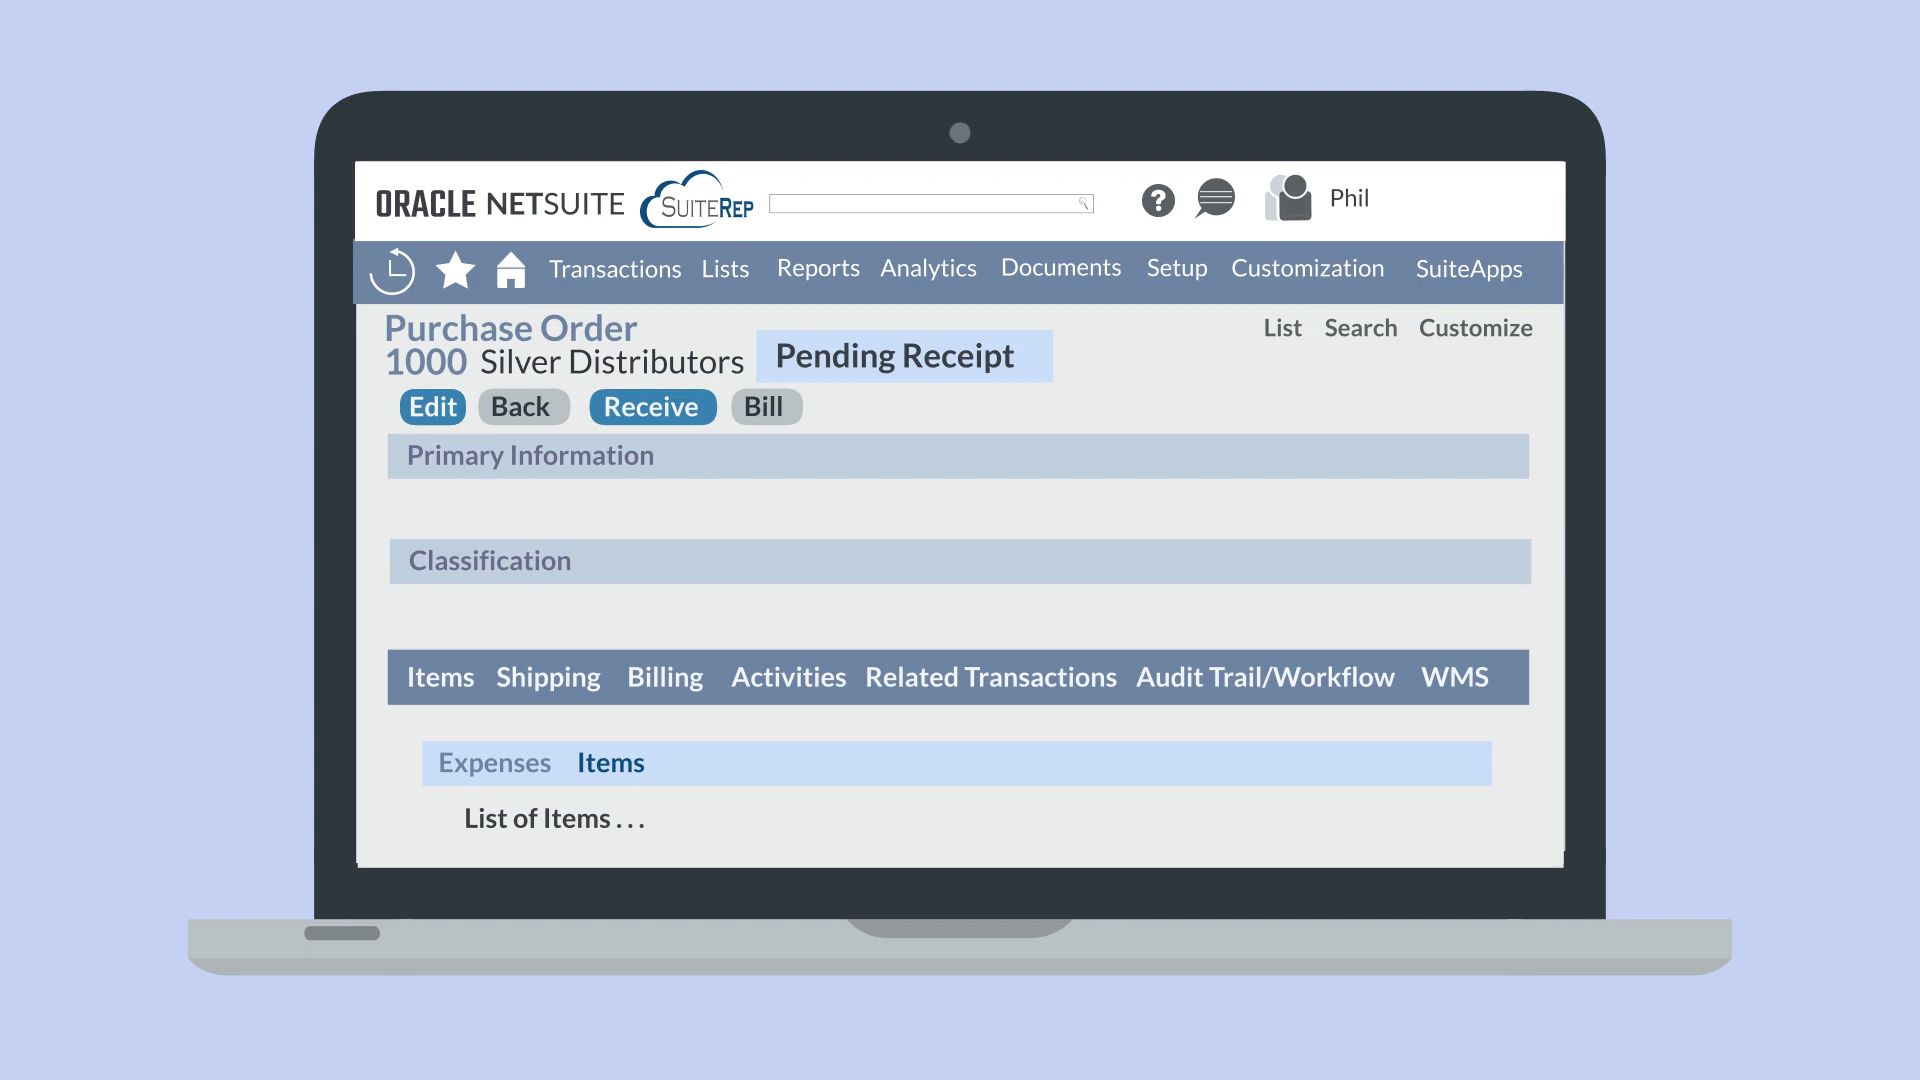 ORACLE NETSUITE SUITEREP ? Phil
Transactions Lists Reports Analytics Documents Setup Customization SuiteApps
Purchase Order List Search Customize
1000 Silver Distributors Pending Receipt
Edit Back Receive Bill
Primary Information
Classification
Items Shipping Billing Activities Related Transactions Audit Trail/Workflow WMS
Expenses Items
List of Items . . .